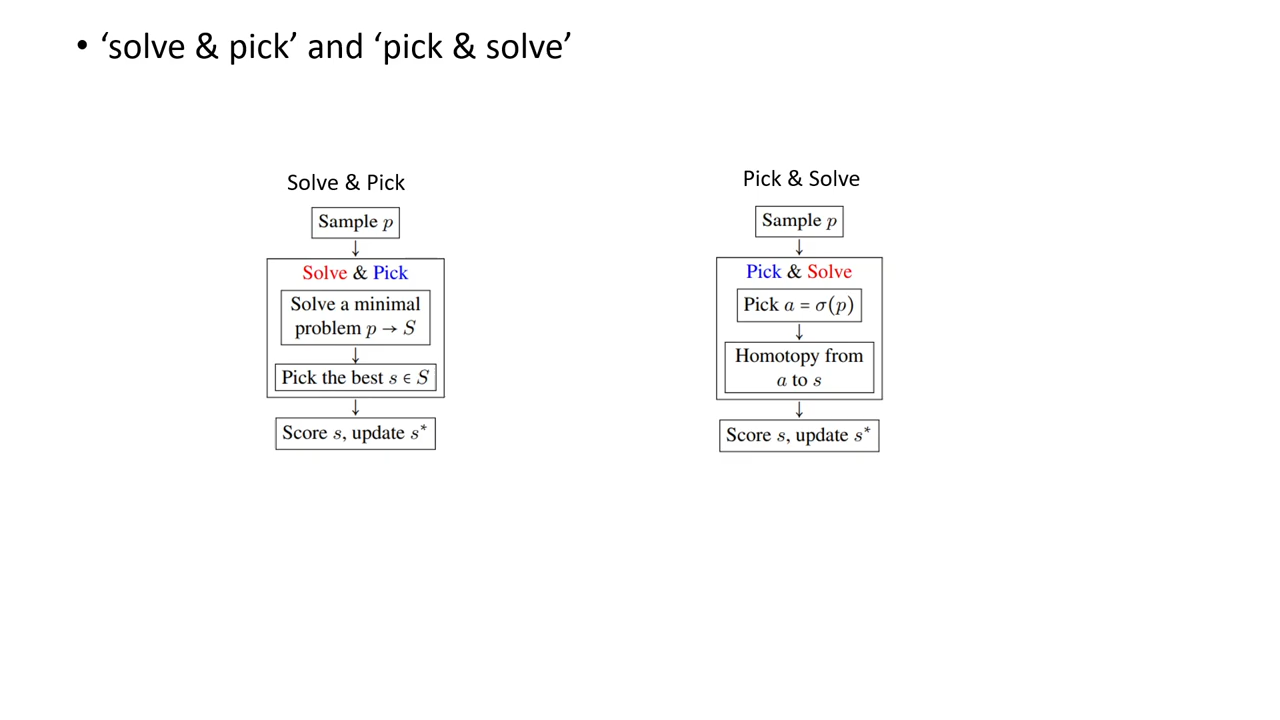 • ‘solve & pick’ and ‘pick & solve’
Solve & Pick
Sample p
↓
Solve & Pick
Solve a minimal
problem p → S
↓
Pick the best s ∈ S
↓
Score s, update s*
Pick & Solve
Sample p
↓
Pick & Solve
Pick a = σ(p)
↓
Homotopy from
a to s
↓
Score s, update s*